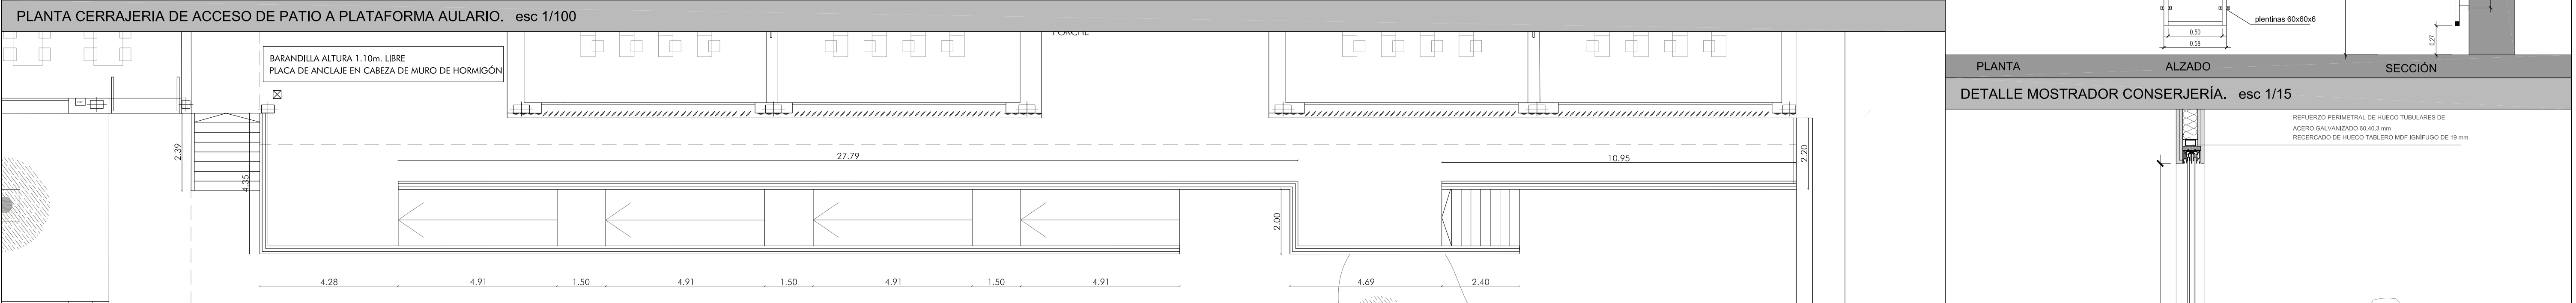 PLANTA CERRAJERIA DE ACCESO DE PATIO A PLATAFORMA AULARIO. esc 1/100
PORCHE
BARANDILLA ALTURA 1.10m. LIBRE
PLACA DE ANCLAJE EN CABEZA DE MURO DE HORMIGÓN
2.39
4.35
27.79
10.95
2.20
2.00
4.28
4.91
1.50
4.91
1.50
4.91
1.50
4.91
4.69
2.40
plentinas 60x60x6
0.50
0.58
0,27
PLANTA
ALZADO
SECCIÓN
DETALLE MOSTRADOR CONSERJERÍA. esc 1/15
REFUERZO PERIMETRAL DE HUECO TUBULARES DE
ACERO GALVANIZADO 60,40,3 mm
RECERCADO DE HUECO TABLERO MDF IGNÍFUGO DE 19 mm